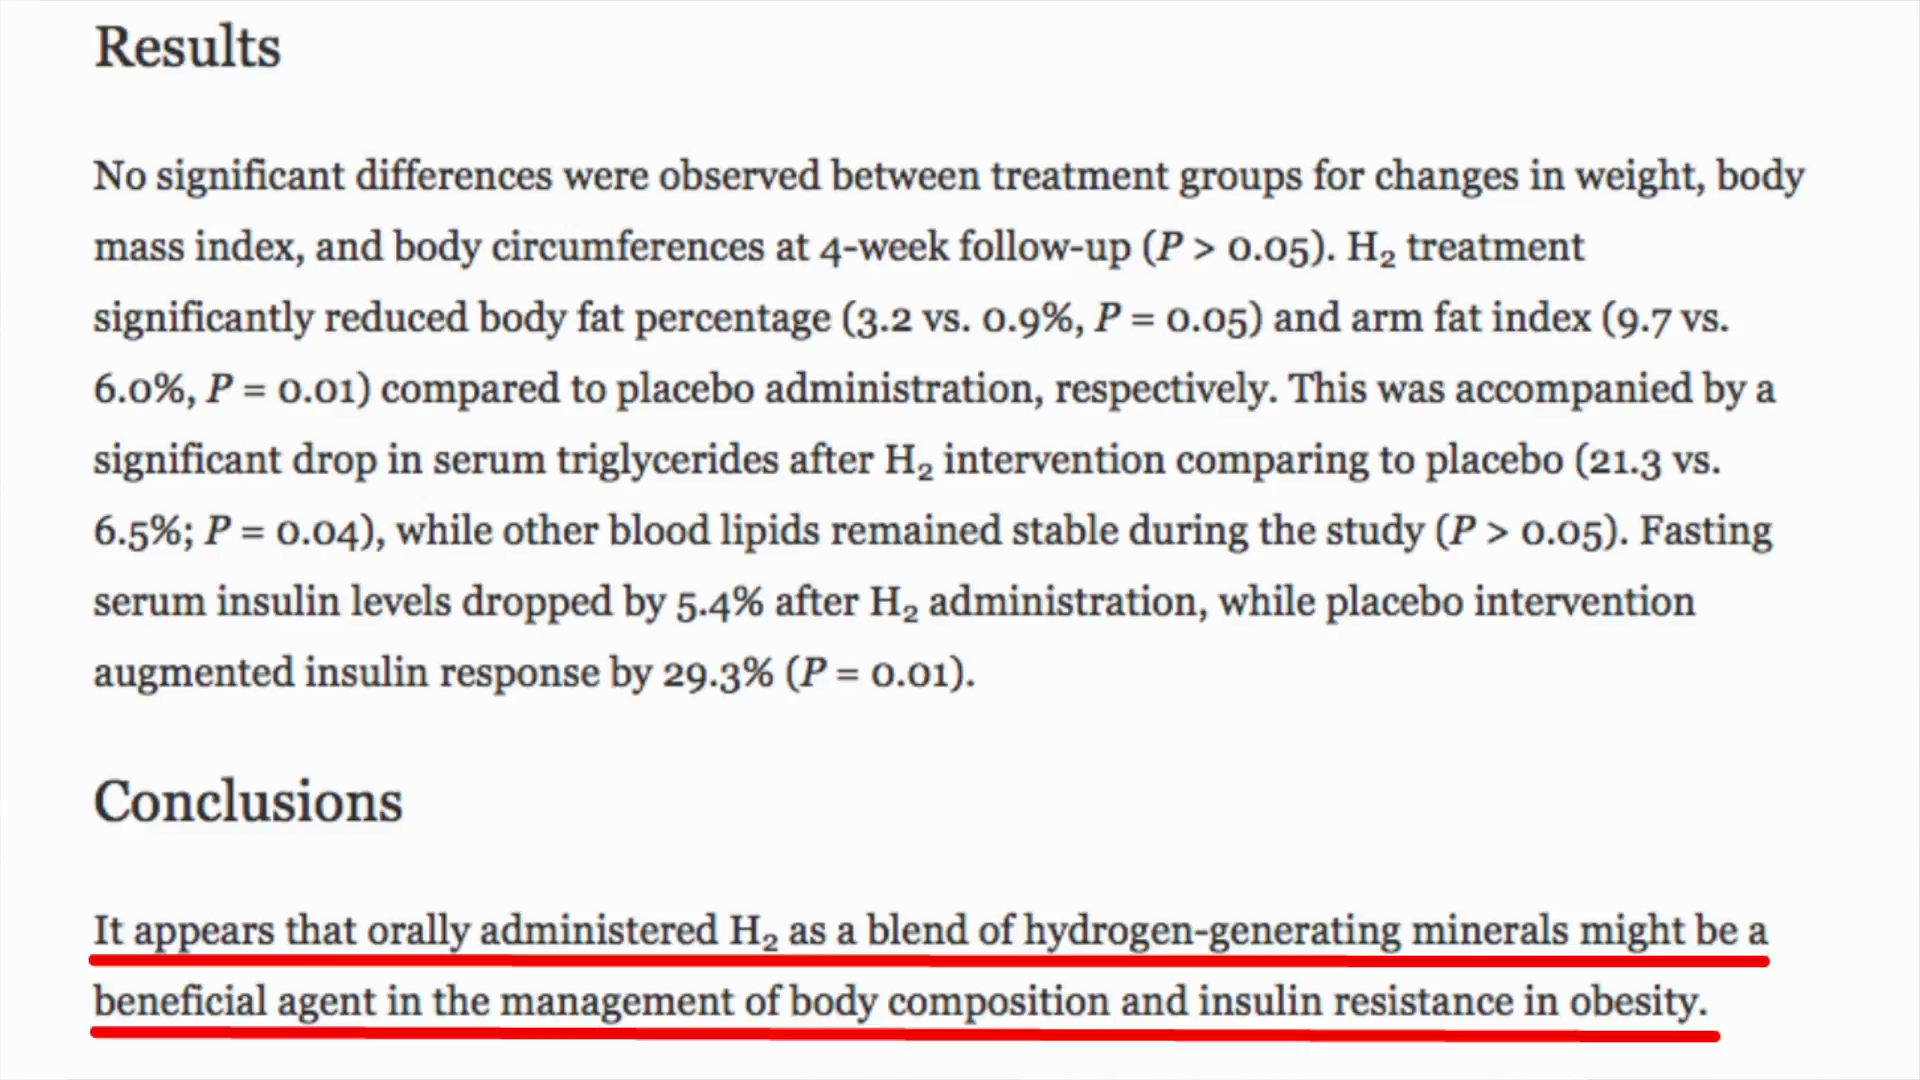 Results
No significant differences were observed between treatment groups for changes in weight, body
mass index, and body circumferences at 4-week follow-up (P > 0.05). H₂ treatment
significantly reduced body fat percentage (3.2 vs. 0.9%, P = 0.05) and arm fat index (9.7 vs.
6.0%, P = 0.01) compared to placebo administration, respectively. This was accompanied by a
significant drop in serum triglycerides after H₂ intervention comparing to placebo (21.3 vs.
6.5%; P = 0.04), while other blood lipids remained stable during the study (P > 0.05). Fasting
serum insulin levels dropped by 5.4% after H₂ administration, while placebo intervention
augmented insulin response by 29.3% (P = 0.01).
Conclusions
It appears that orally administered H₂ as a blend of hydrogen-generating minerals might be a
beneficial agent in the management of body composition and insulin resistance in obesity.